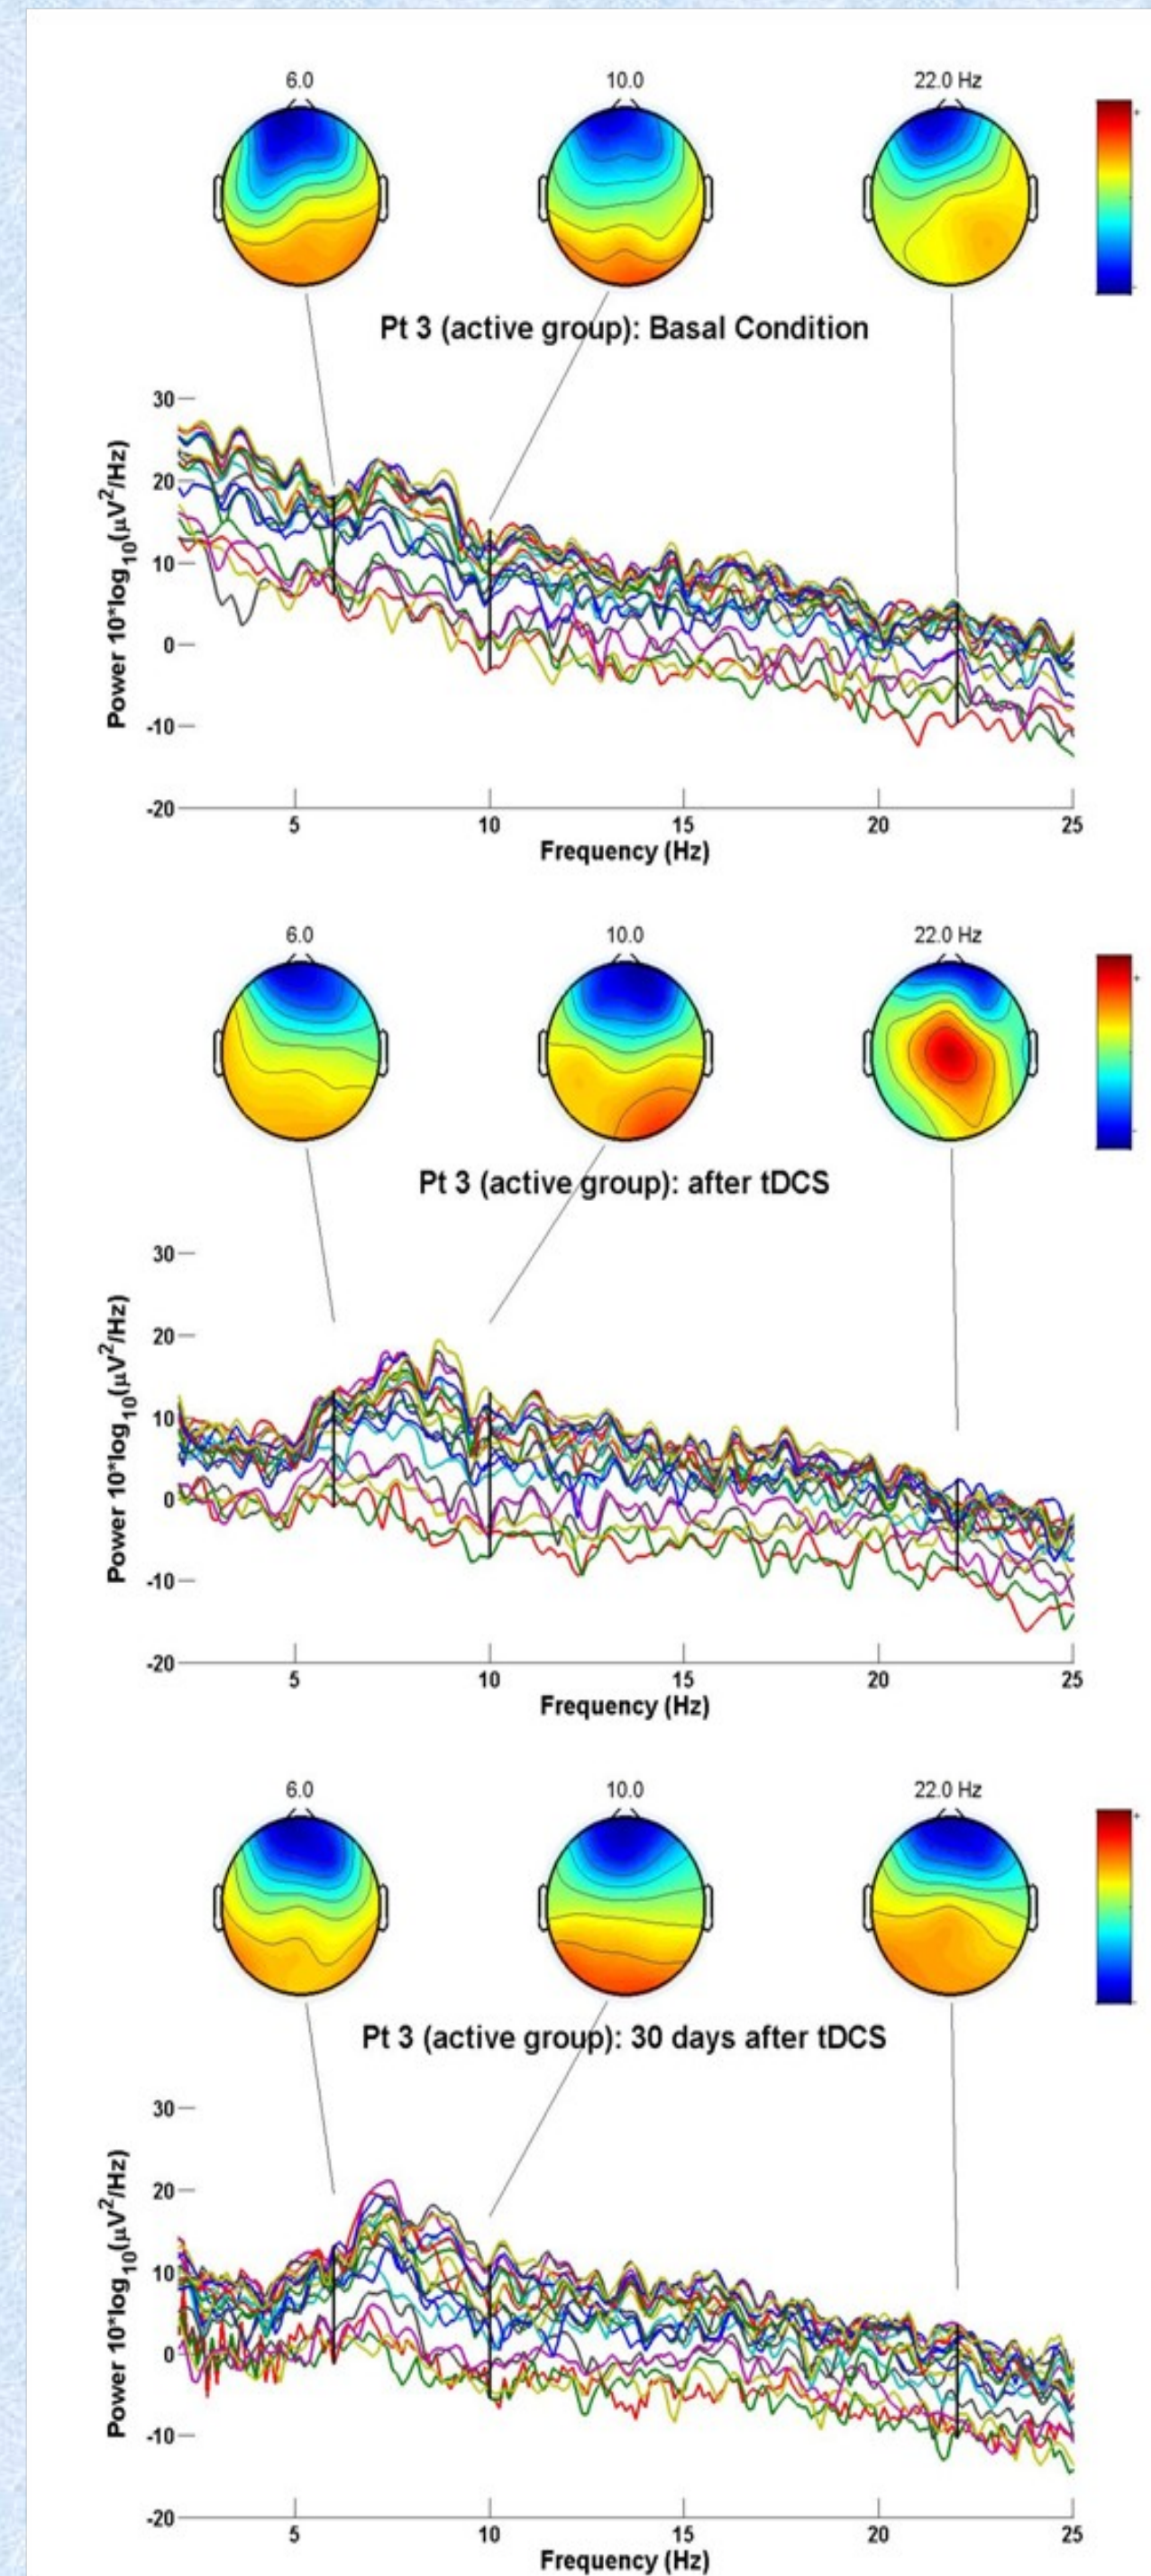 6.0 10.0 22.0 Hz
+
-
Pt 3 (active group): Basal Condition
30
20
10
0
-10
-20
Power 10*log10(µV2/Hz)
5 10 15 20 25
Frequency (Hz)
6.0 10.0 22.0 Hz
+
-
Pt 3 (active group): after tDCS
30
20
10
0
-10
-20
Power 10*log10(µV2/Hz)
5 10 15 20 25
Frequency (Hz)
6.0 10.0 22.0 Hz
+
-
Pt 3 (active group): 30 days after tDCS
30
20
10
0
-10
-20
Power 10*log10(µV2/Hz)
5 10 15 20 25
Frequency (Hz)